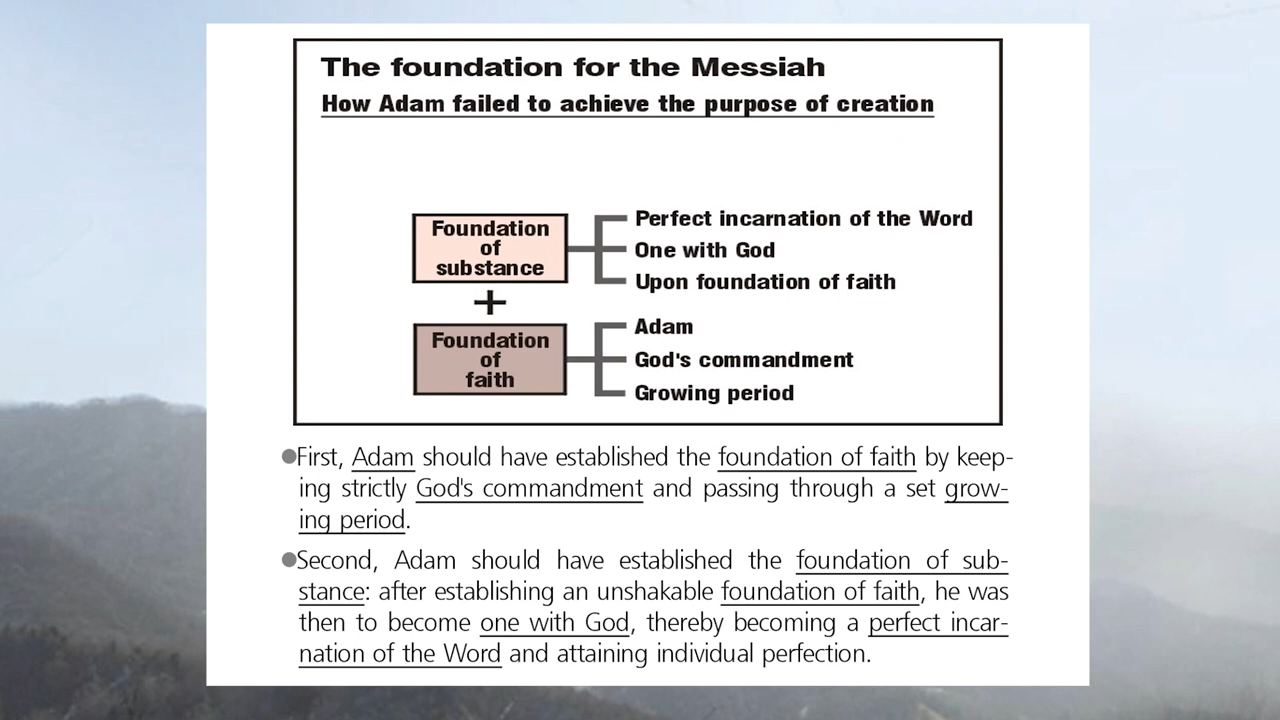 The foundation for the Messiah
How Adam failed to achieve the purpose of creation
Foundation
of
substance
Perfect incarnation of the Word
One with God
Upon foundation of faith
+
Foundation
of
faith
Adam
God's commandment
Growing period
●First, Adam should have established the foundation of faith by keep-
ing strictly God's commandment and passing through a set grow-
ing period.
●Second, Adam should have established the foundation of sub-
stance: after establishing an unshakable foundation of faith, he was
then to become one with God, thereby becoming a perfect incar-
nation of the Word and attaining individual perfection.